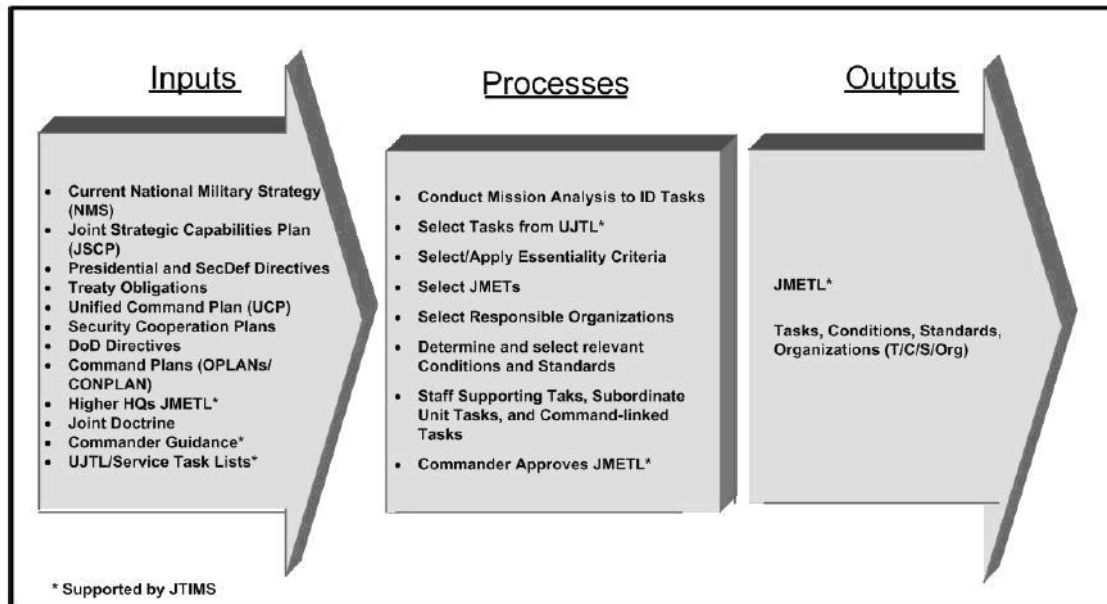 Inputs
• Current National Military Strategy
(NMS)
• Joint Strategic Capabilities Plan
(JSCP)
• Presidential and SecDef Directives
• Treaty Obligations
• Unified Command Plan (UCP)
• Security Cooperation Plans
• DoD Directives
• Command Plans (OPLANs/
CONPLAN)
• Higher HQs JMETL*
• Joint Doctrine
• Commander Guidance*
• UJTL/Service Task Lists*
Processes
• Conduct Mission Analysis to ID Tasks
• Select Tasks from UJTL*
• Select/Apply Essentiality Criteria
• Select JMETs
• Select Responsible Organizations
• Determine and select relevant
Conditions and Standards
• Staff Supporting Taks, Subordinate
Unit Tasks, and Command-linked
Tasks
• Commander Approves JMETL*
Outputs
JMETL*
Tasks, Conditions, Standards,
Organizations (T/C/S/Org)
* Supported by JTIMS